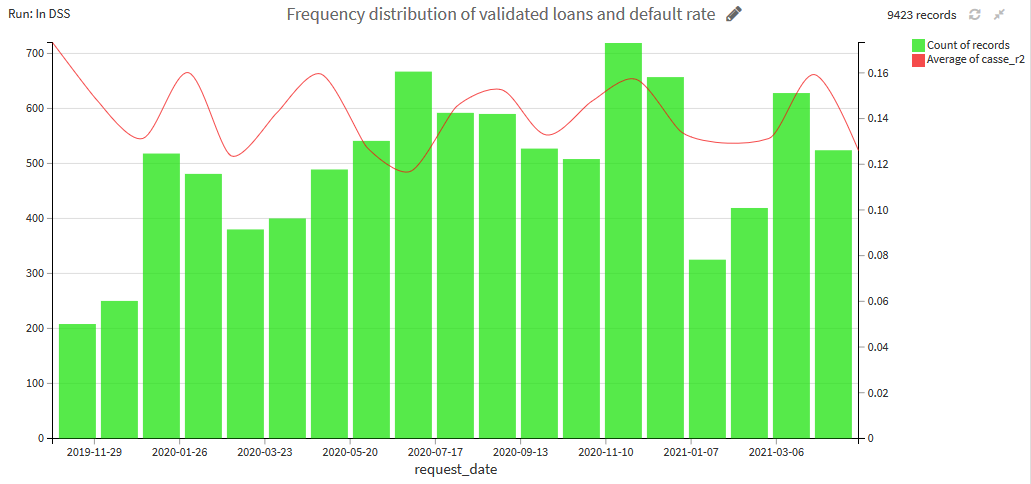 Run: In DSS
Frequency distribution of validated loans and default rate
9423 records
Count of records
Average of casse_r2
700
600
500
400
300
200
100
0
0.16
0.14
0.12
0.10
0.08
0.06
0.04
0.02
0
2019-11-29 2020-01-26 2020-03-23 2020-05-20 2020-07-17 2020-09-13 2020-11-10 2021-01-07 2021-03-06
request_date